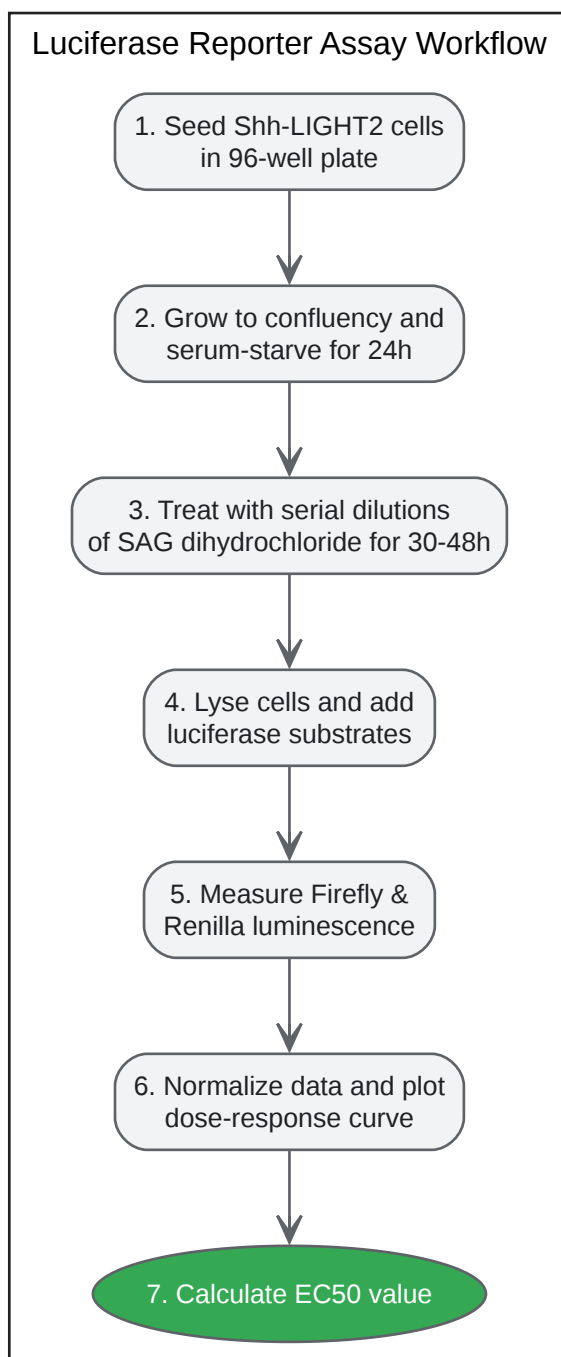 Luciferase Reporter Assay Workflow
1. Seed Shh-LIGHT2 cells
in 96-well plate
2. Grow to confluency and
serum-starve for 24h
3. Treat with serial dilutions
of SAG dihydrochloride for 30-48h
4. Lyse cells and add
luciferase substrates
5. Measure Firefly &
Renilla luminescence
6. Normalize data and plot
dose-response curve
7. Calculate EC50 value